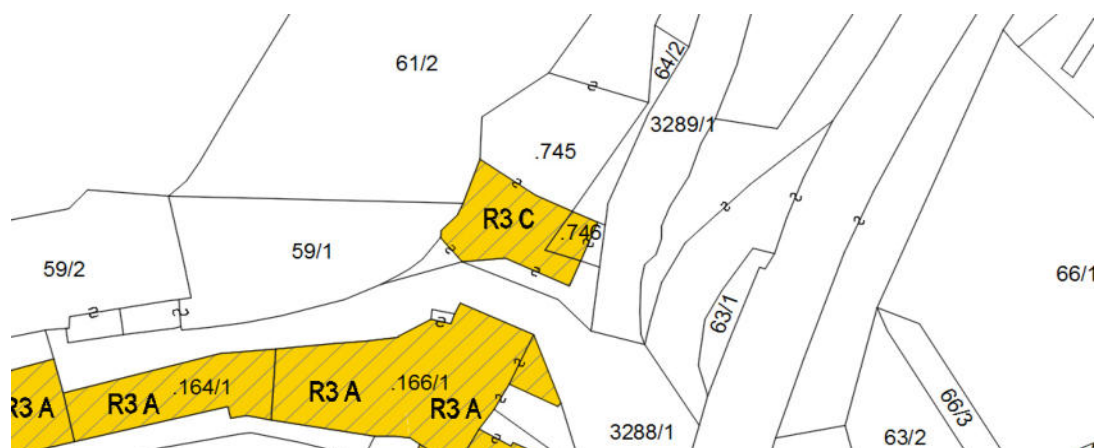 61/2
64/2
3289/1
.745
R3 C
.746
59/1
59/2
66/1
63/1
.164/1
.166/1
R3 A
R3 A
R3 A
R3 A
66/3
3288/1
63/2